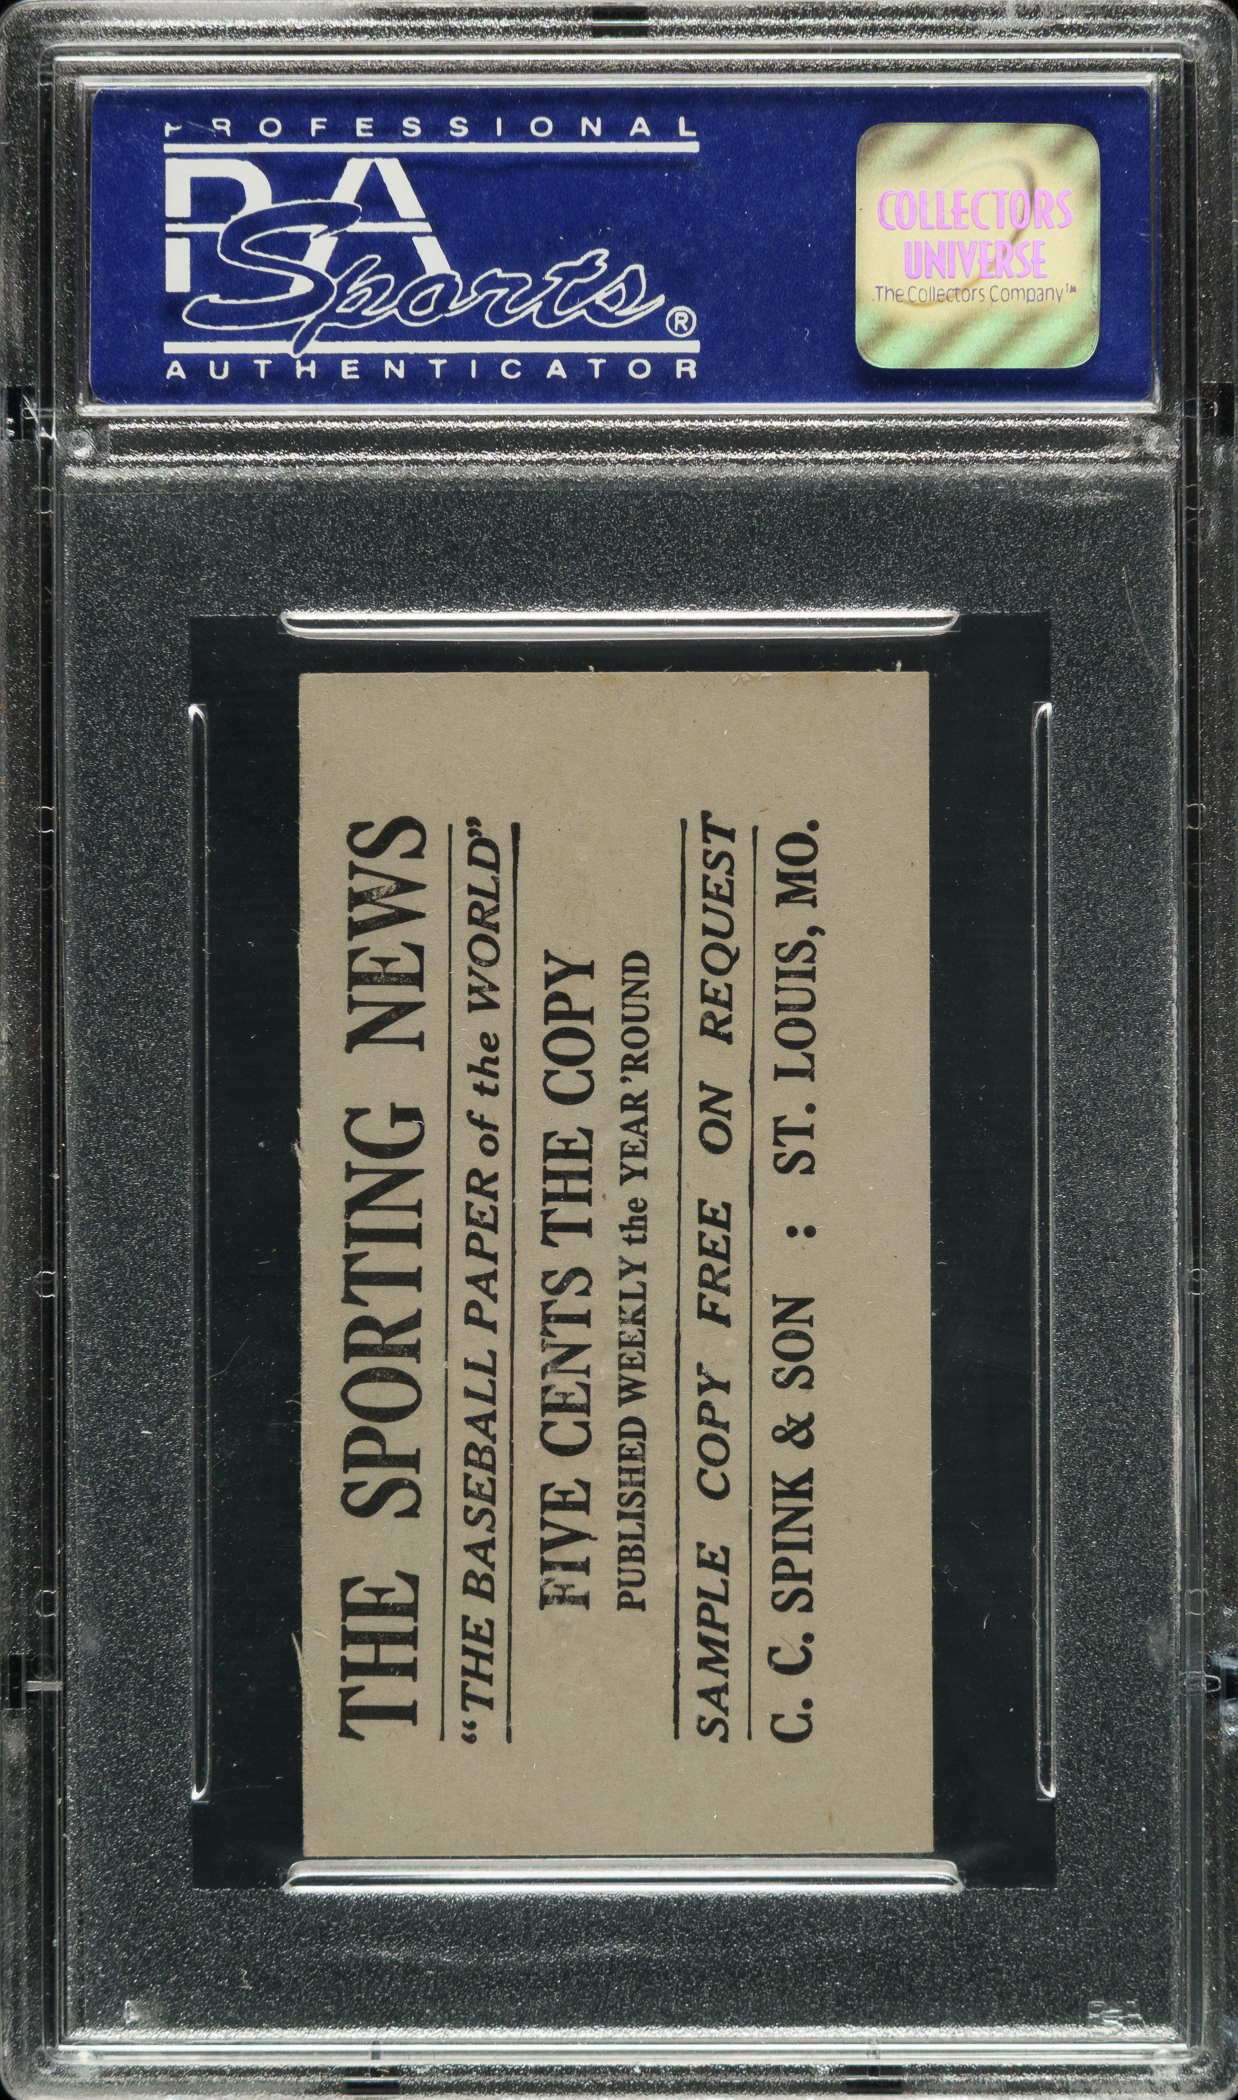 PROFESSIONAL
PSA
Sports®
AUTHENTICATOR
COLLECTORS
UNIVERSE
The Collectors Company™
THE SPORTING NEWS
“THE BASEBALL PAPER of the WORLD”
FIVE CENTS THE COPY
PUBLISHED WEEKLY the YEAR’ROUND
SAMPLE COPY FREE ON REQUEST
C. C. SPINK & SON : ST. LOUIS, MO.
PSA